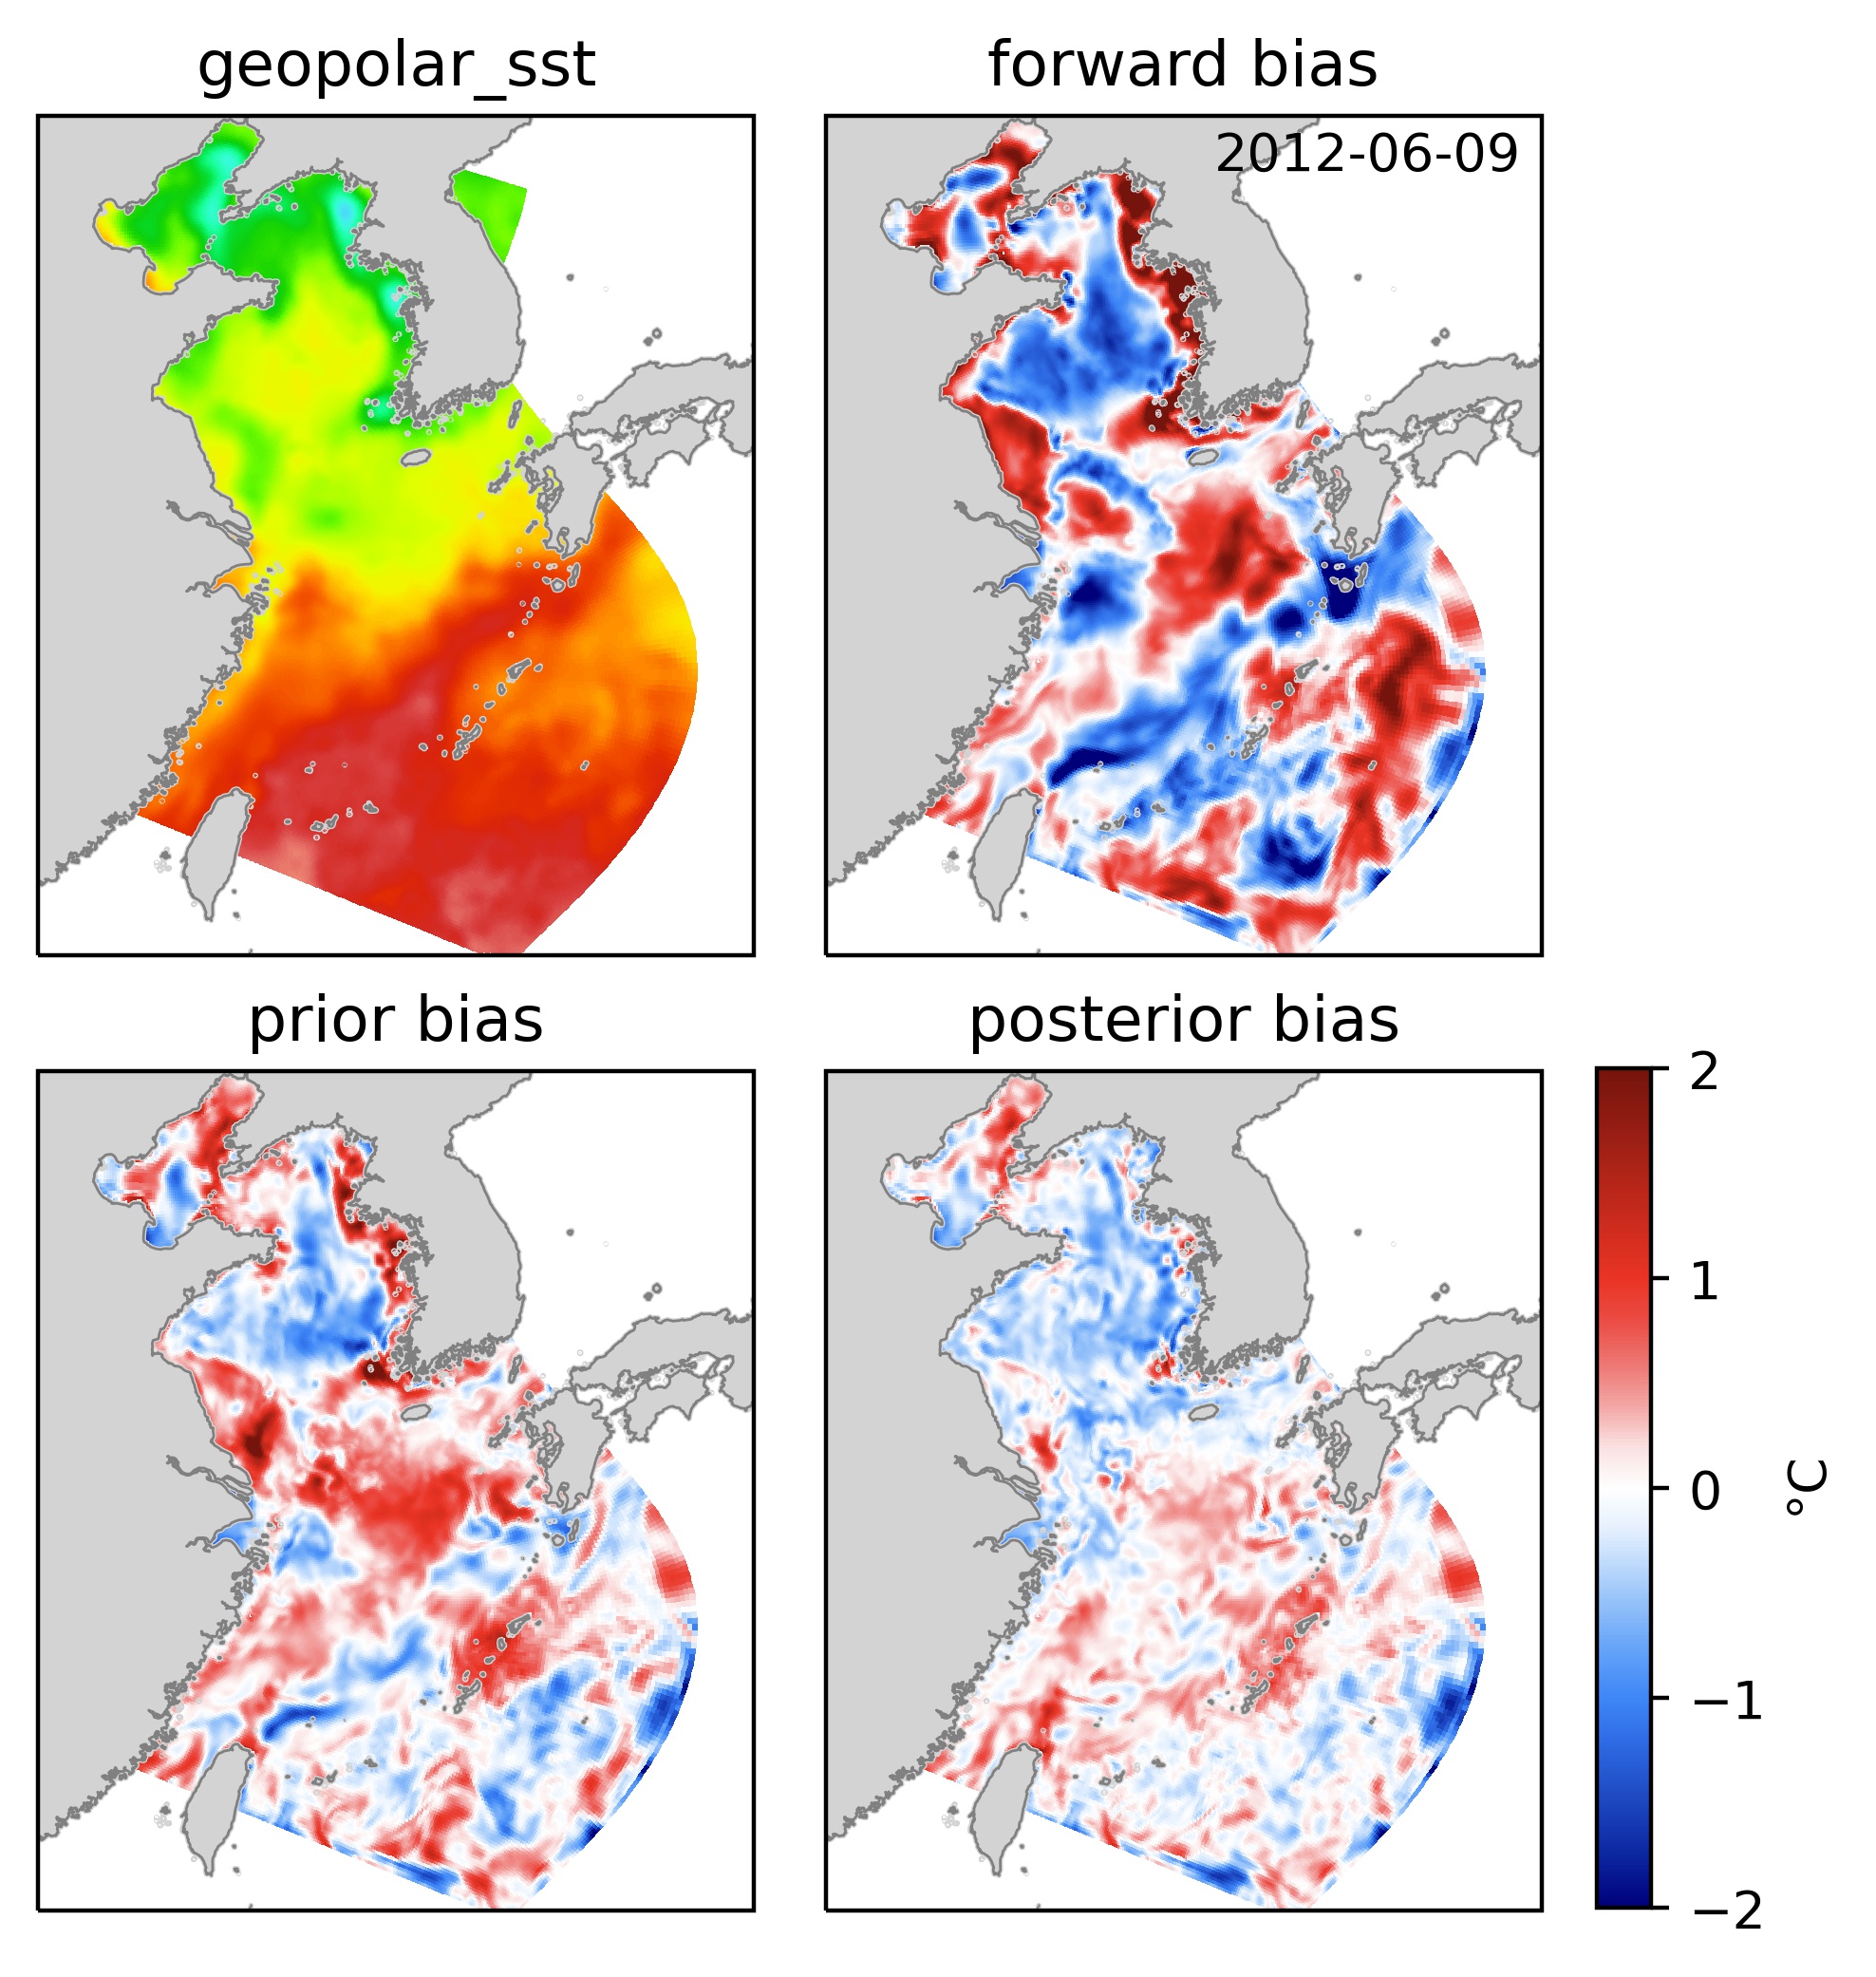 geopolar_sst
forward bias
2012-06-09
prior bias
posterior bias
2
1
0
−1
−2
°C